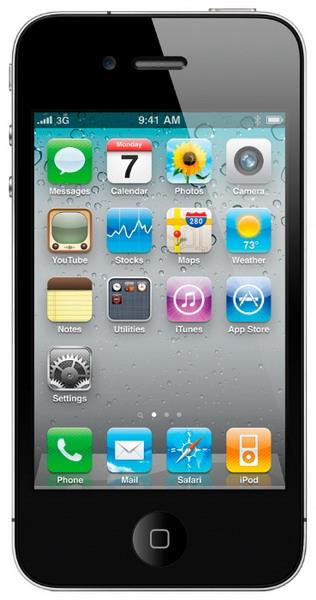 3G 9:41 AM
Monday
7
280
73°
Messages Calendar Photos Camera
YouTube Stocks Maps Weather
Notes Utilities iTunes App Store
Settings
Phone Mail Safari iPod